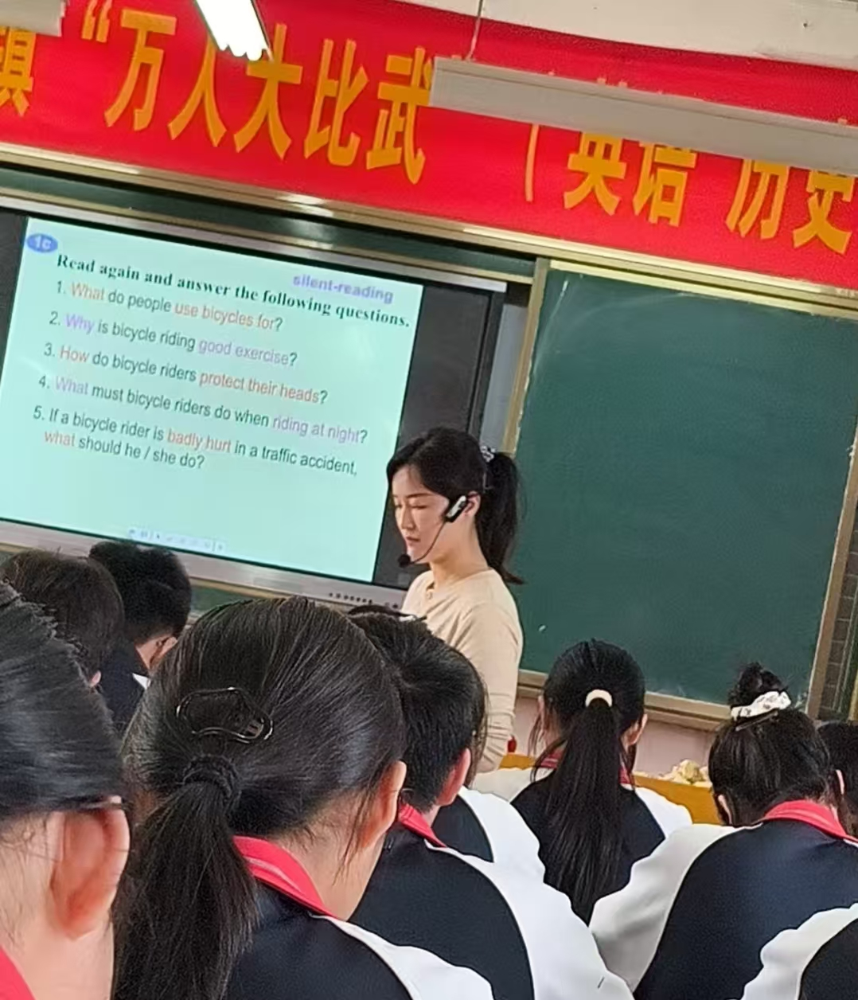 镇“万人大比武”（英语 历史
1c
silent-reading
Read again and answer the following questions.
1. What do people use bicycles for?
2. Why is bicycle riding good exercise?
3. How do bicycle riders protect their heads?
4. What must bicycle riders do when riding at night?
5. If a bicycle rider is badly hurt in a traffic accident,
what should he / she do?